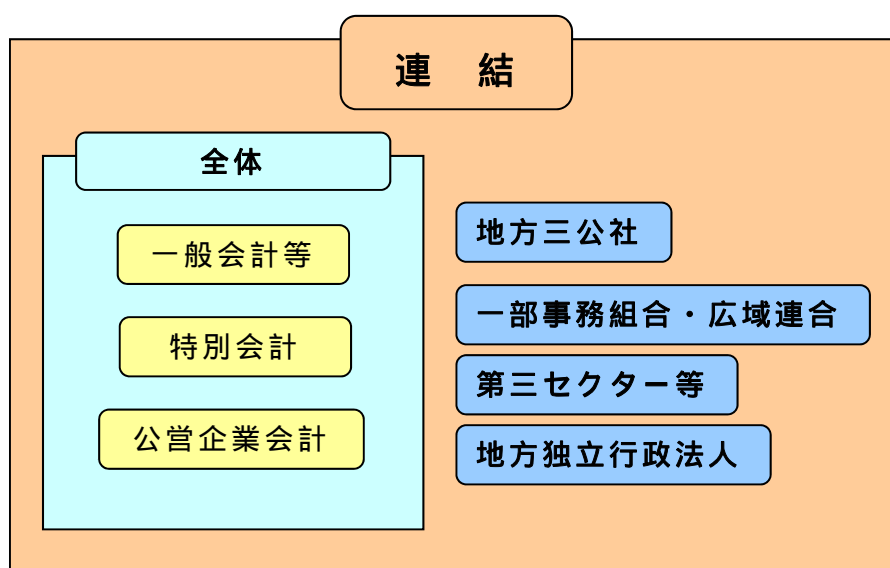 連　結
全体
一般会計等
特別会計
公営企業会計
地方三公社
一部事務組合・広域連合
第三セクター等
地方独立行政法人